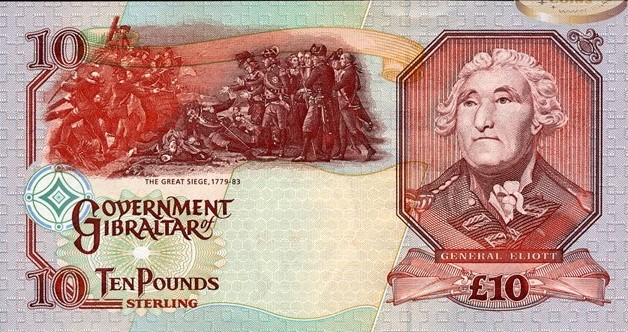 10
THE GREAT SIEGE, 1779-83
GOVERNMENT
of
GIBRALTAR
10
TEN POUNDS
STERLING
GENERAL ELIOTT
£10